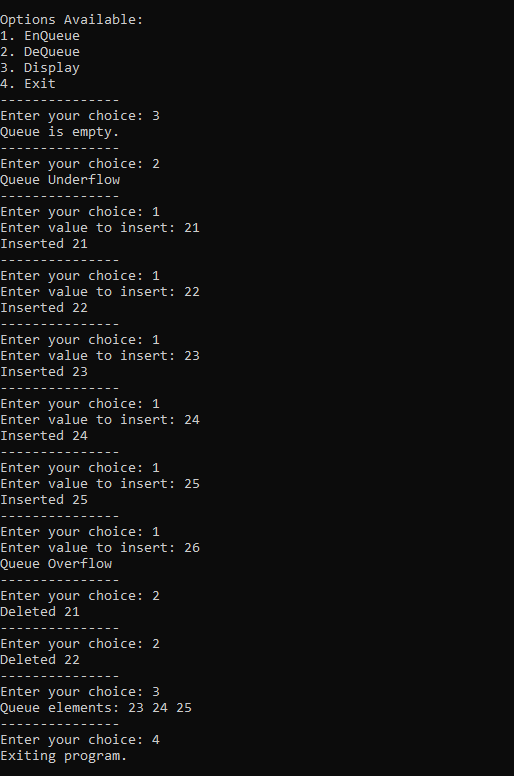 Options Available:
1. EnQueue
2. DeQueue
3. Display
4. Exit
---------------
Enter your choice: 3
Queue is empty.
---------------
Enter your choice: 2
Queue Underflow
---------------
Enter your choice: 1
Enter value to insert: 21
Inserted 21
---------------
Enter your choice: 1
Enter value to insert: 22
Inserted 22
---------------
Enter your choice: 1
Enter value to insert: 23
Inserted 23
---------------
Enter your choice: 1
Enter value to insert: 24
Inserted 24
---------------
Enter your choice: 1
Enter value to insert: 25
Inserted 25
---------------
Enter your choice: 1
Enter value to insert: 26
Queue Overflow
---------------
Enter your choice: 2
Deleted 21
---------------
Enter your choice: 2
Deleted 22
---------------
Enter your choice: 3
Queue elements: 23 24 25
---------------
Enter your choice: 4
Exiting program.